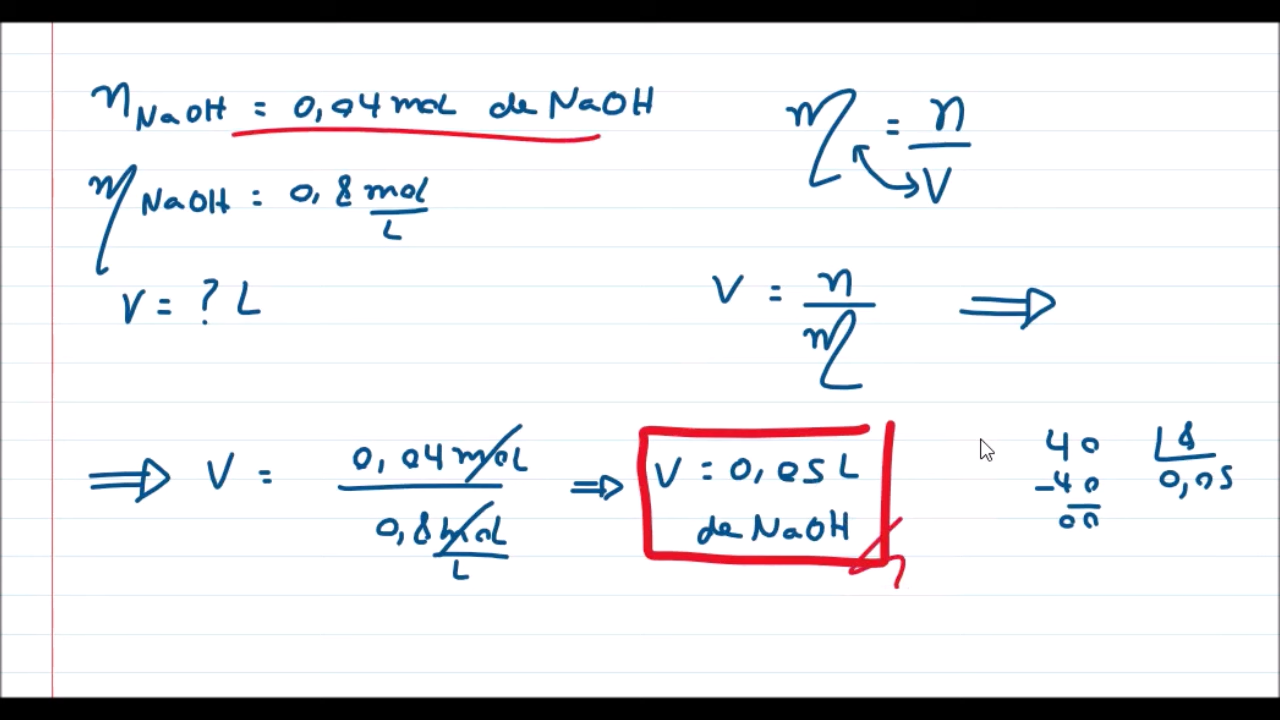 n NaOH = 0,04 mol de NaOH
m NaOH = 0,8 mol/L
V = ? L
m = n/V
V = n/m
V = 0,04 mol / 0,8 mol/L
V = 0,05 L
de NaOH
40 8
-40 0,05
00